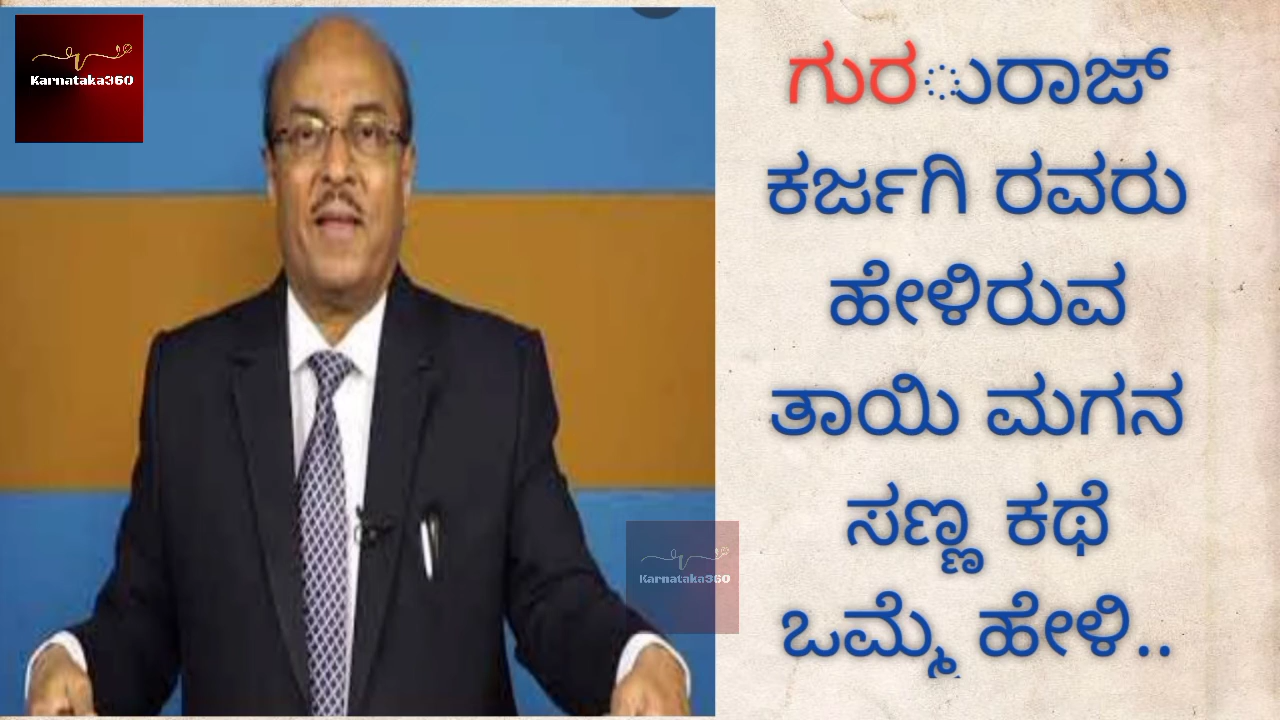 Karnataka360
ಗುರುರಾಜ್
ಕರ್ಜಗಿ ರವರು
ಹೇಳಿರುವ
ತಾಯಿ ಮಗನ
ಸಣ್ಣ ಕಥೆ
ಒಮ್ಮೆ ಹೇಳಿ..
Karnataka360